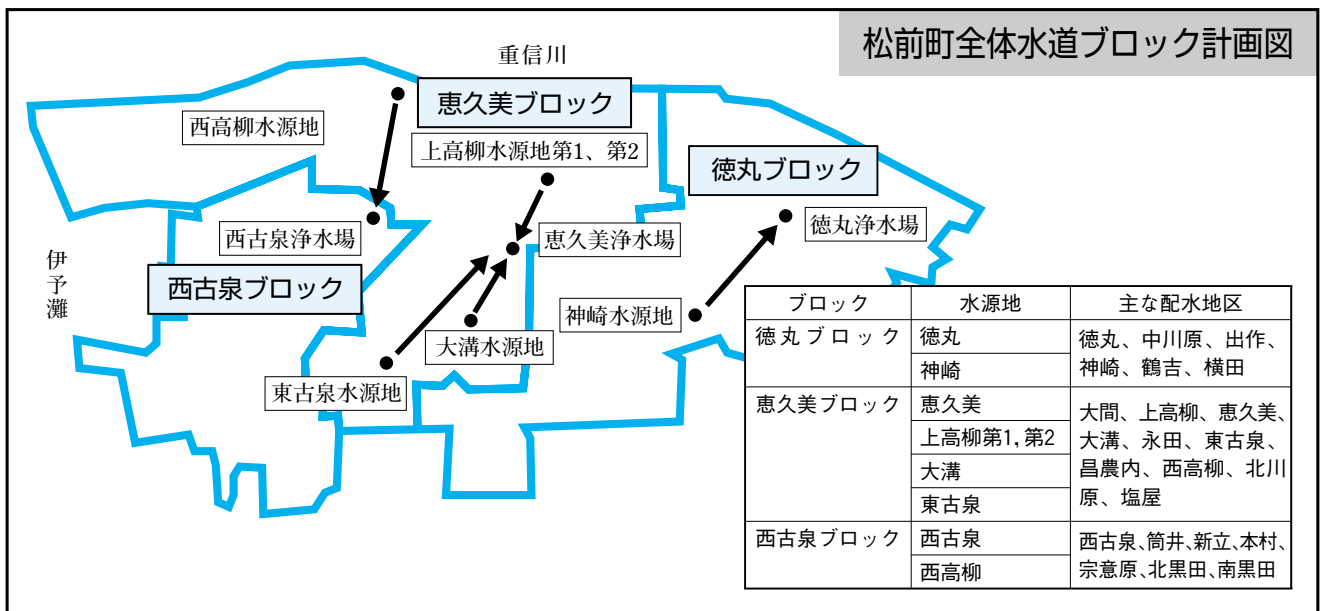 松前町全体水道ブロック計画図
重信川
恵久美ブロック
西高柳水源地
上高柳水源地第1、第2
徳丸ブロック
西古泉浄水場
恵久美浄水場
徳丸浄水場
伊予灘
西古泉ブロック
神崎水源地
大溝水源地
東古泉水源地
ブロック 水源地 主な配水地区
徳丸ブロック 徳丸 徳丸、中川原、出作、
神崎 神崎、鶴吉、横田
恵久美ブロック 恵久美 大間、上高柳、恵久美、
上高柳第1,第2 大溝、永田、東古泉、
大溝 昌農内、西高柳、北川
東古泉 原、塩屋
西古泉ブロック 西古泉 西古泉、筒井、新立、本村、
西高柳 宗意原、北黒田、南黒田